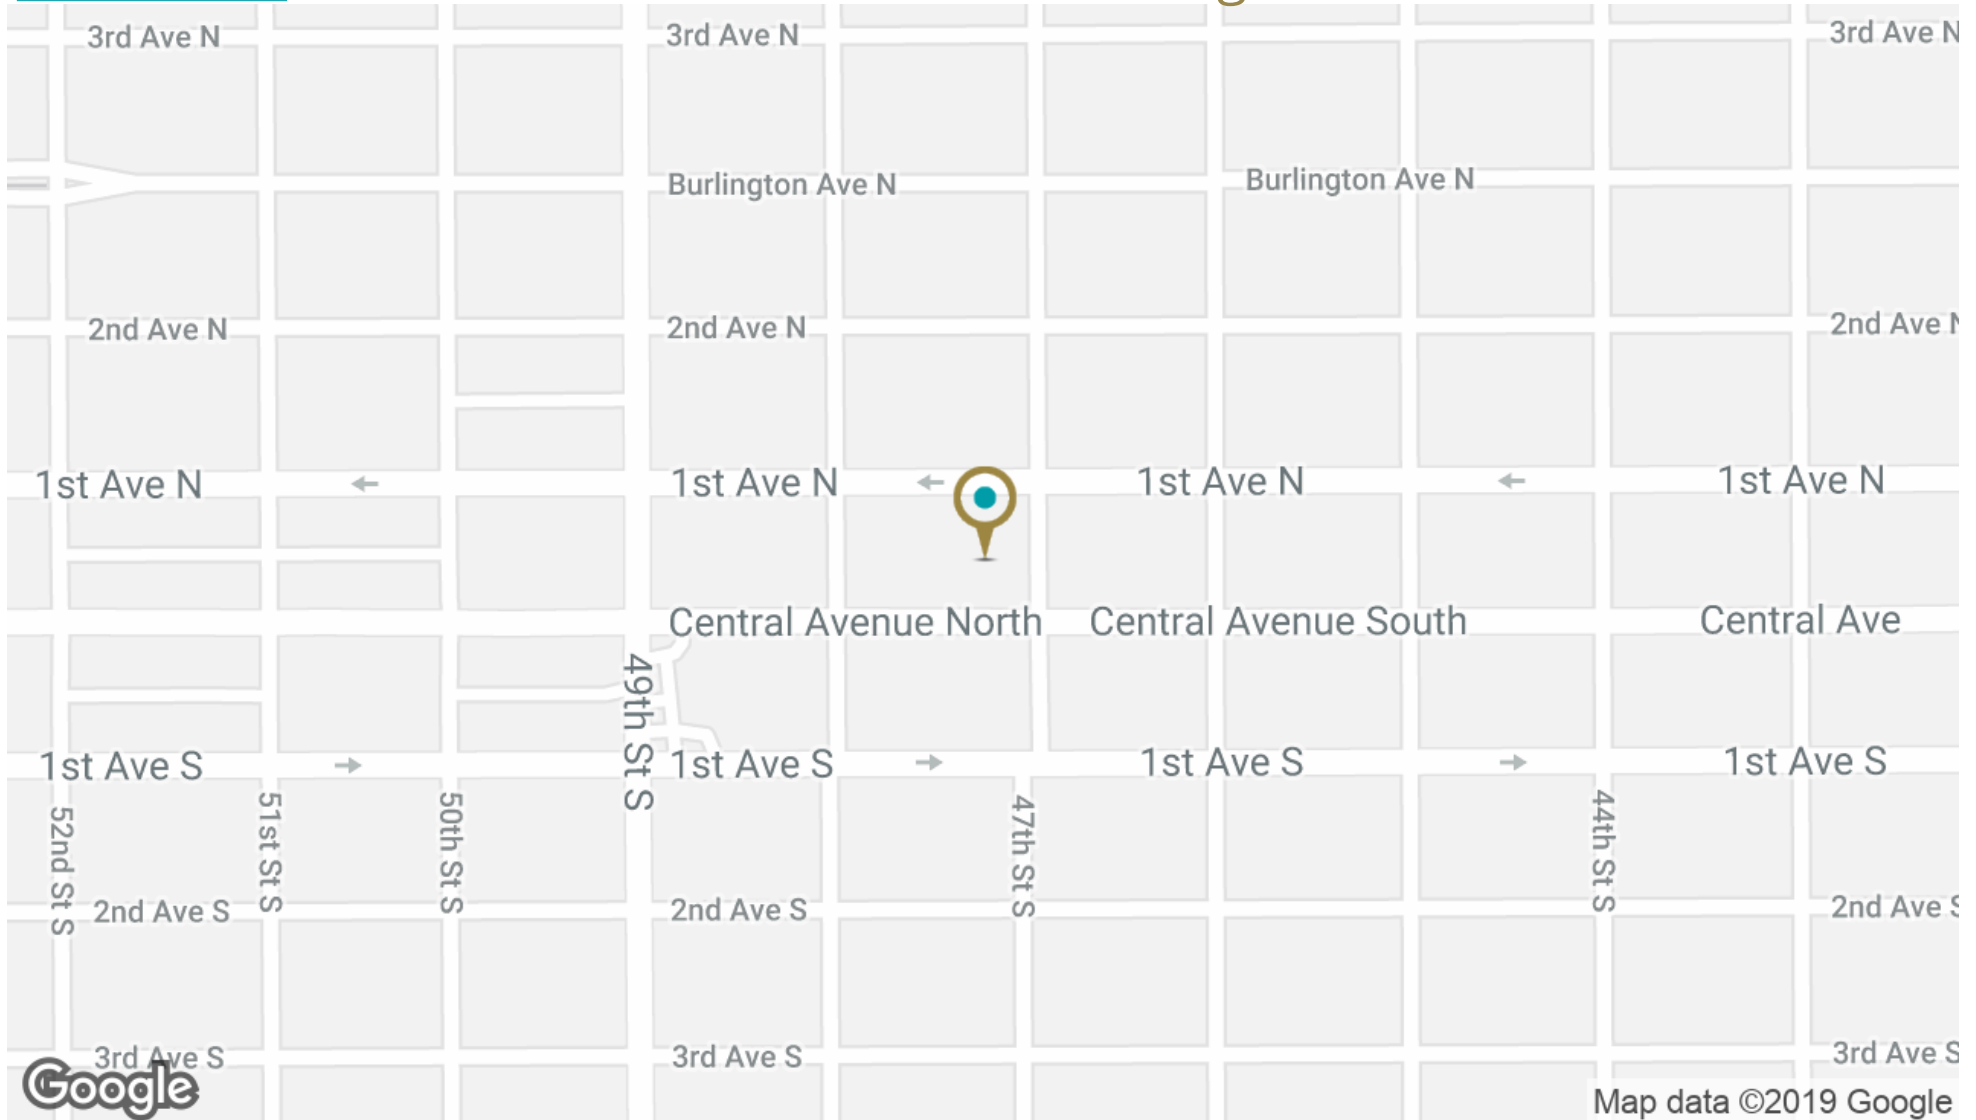 3rd Ave N
3rd Ave N
3rd Ave N
Burlington Ave N
Burlington Ave N
2nd Ave N
2nd Ave N
2nd Ave N
1st Ave N
1st Ave N
1st Ave N
1st Ave N
Central Avenue North
Central Avenue South
Central Ave
49th St S
1st Ave S
1st Ave S
1st Ave S
1st Ave S
52nd St S
51st St S
50th St S
47th St S
44th St S
2nd Ave S
2nd Ave S
2nd Ave S
3rd Ave S
3rd Ave S
3rd Ave S
Google
Map data ©2019 Google